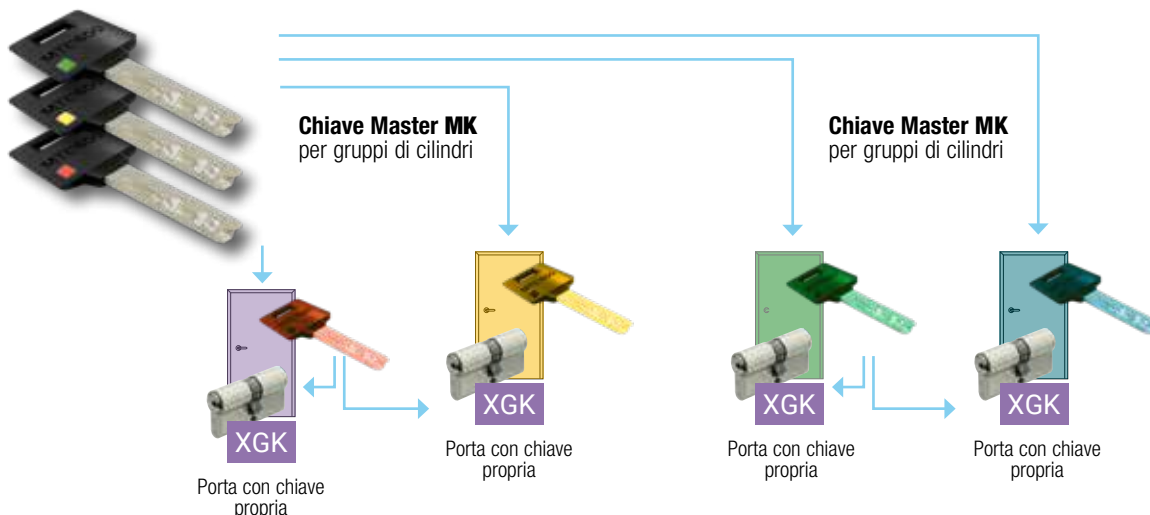 Chiave Master MK
per gruppi di cilindri
Chiave Master MK
per gruppi di cilindri
XGK
Porta con chiave
propria
XGK
Porta con chiave
propria
XGK
Porta con chiave
propria
XGK
Porta con chiave
propria